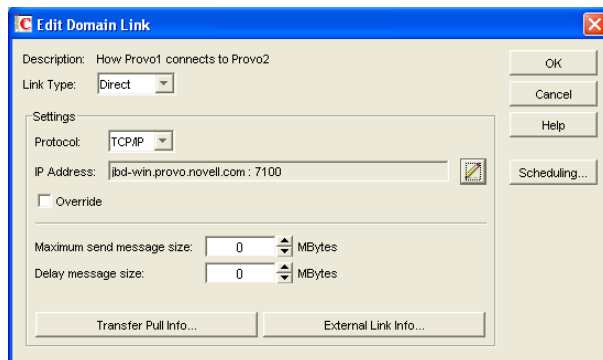 Edit Domain Link
Description: How Provo1 connects to Provo2
OK
Link Type: Direct
Cancel
Settings
Help
Protocol: TCP/IP
IP Address: jbd-win.provo.novell.com : 7100
Scheduling...
Override
Maximum send message size: 0 MBytes
Delay message size: 0 MBytes
Transfer Pull Info... External Link Info...